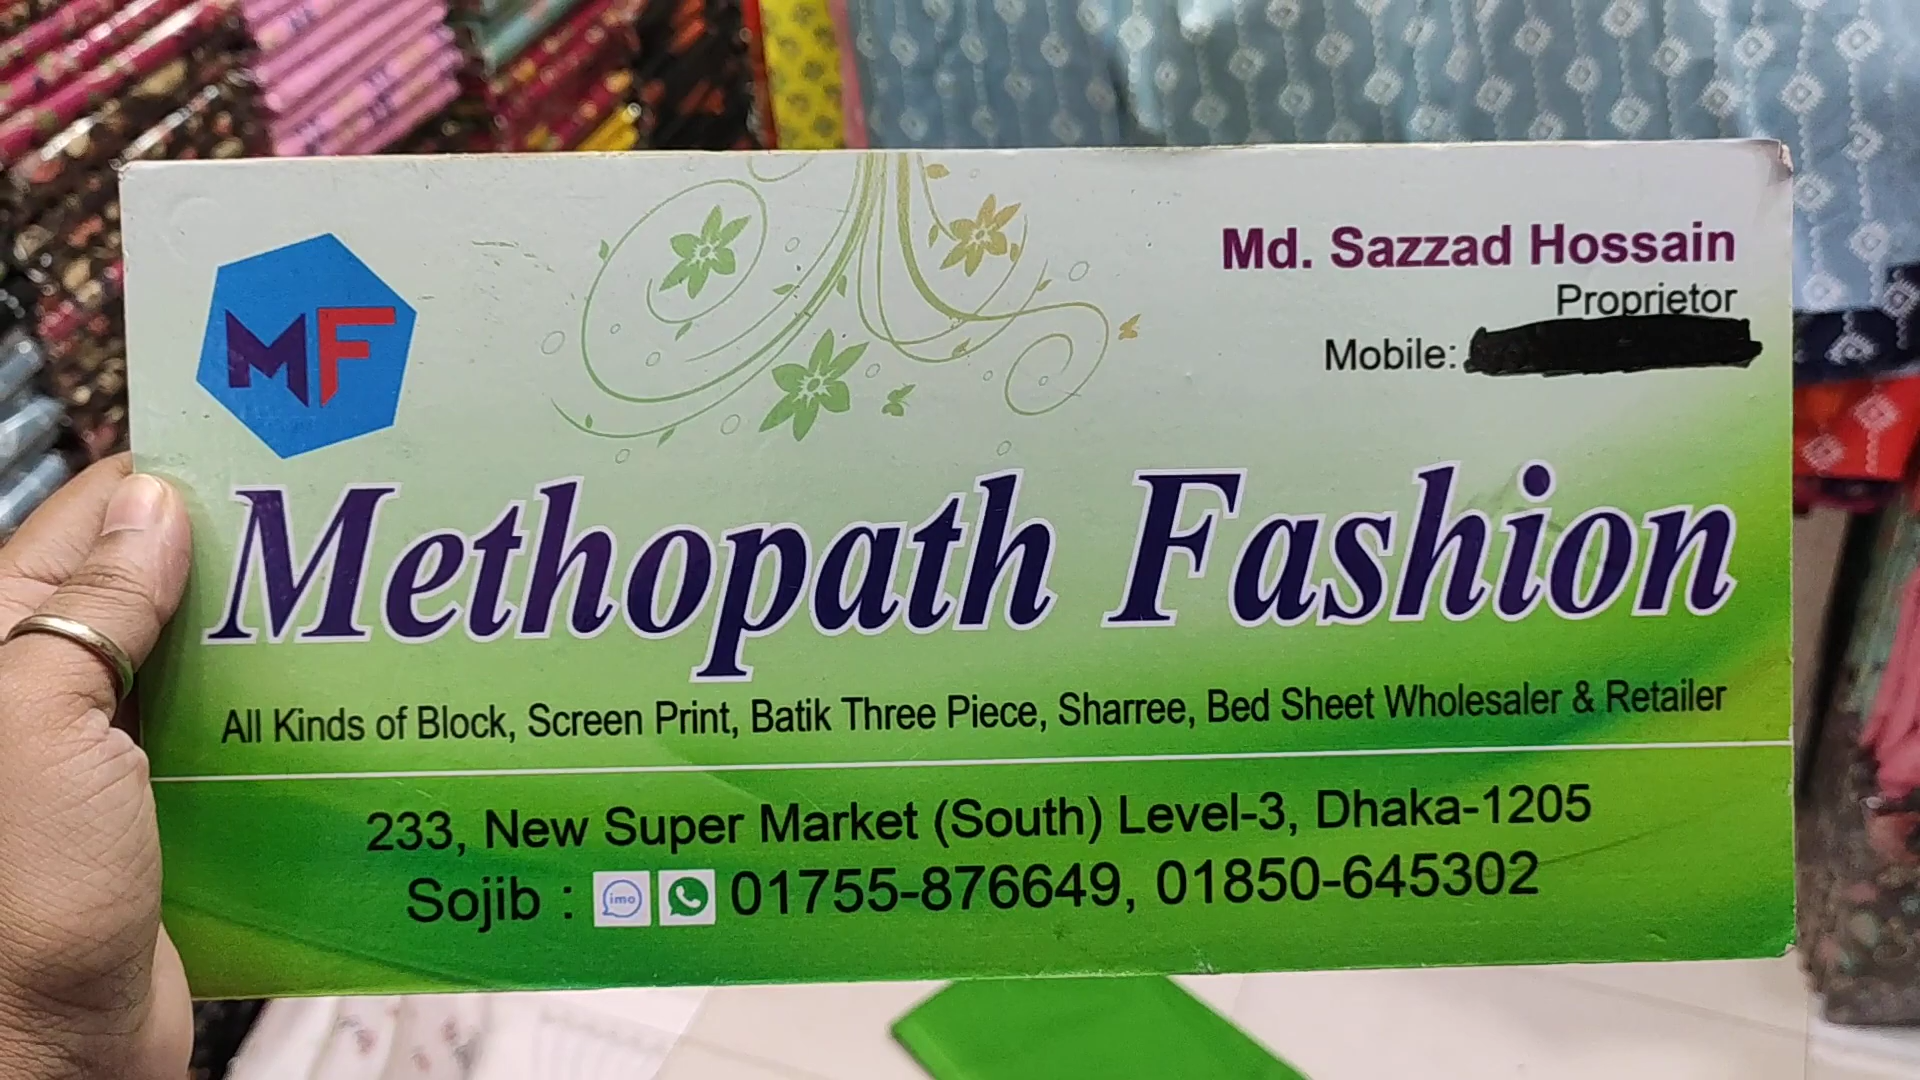 MF
Md. Sazzad Hossain
Proprietor
Mobile:
Methopath Fashion
All Kinds of Block, Screen Print, Batik Three Piece, Sharree, Bed Sheet Wholesaler & Retailer
233, New Super Market (South) Level-3, Dhaka-1205
Sojib : imo 01755-876649, 01850-645302